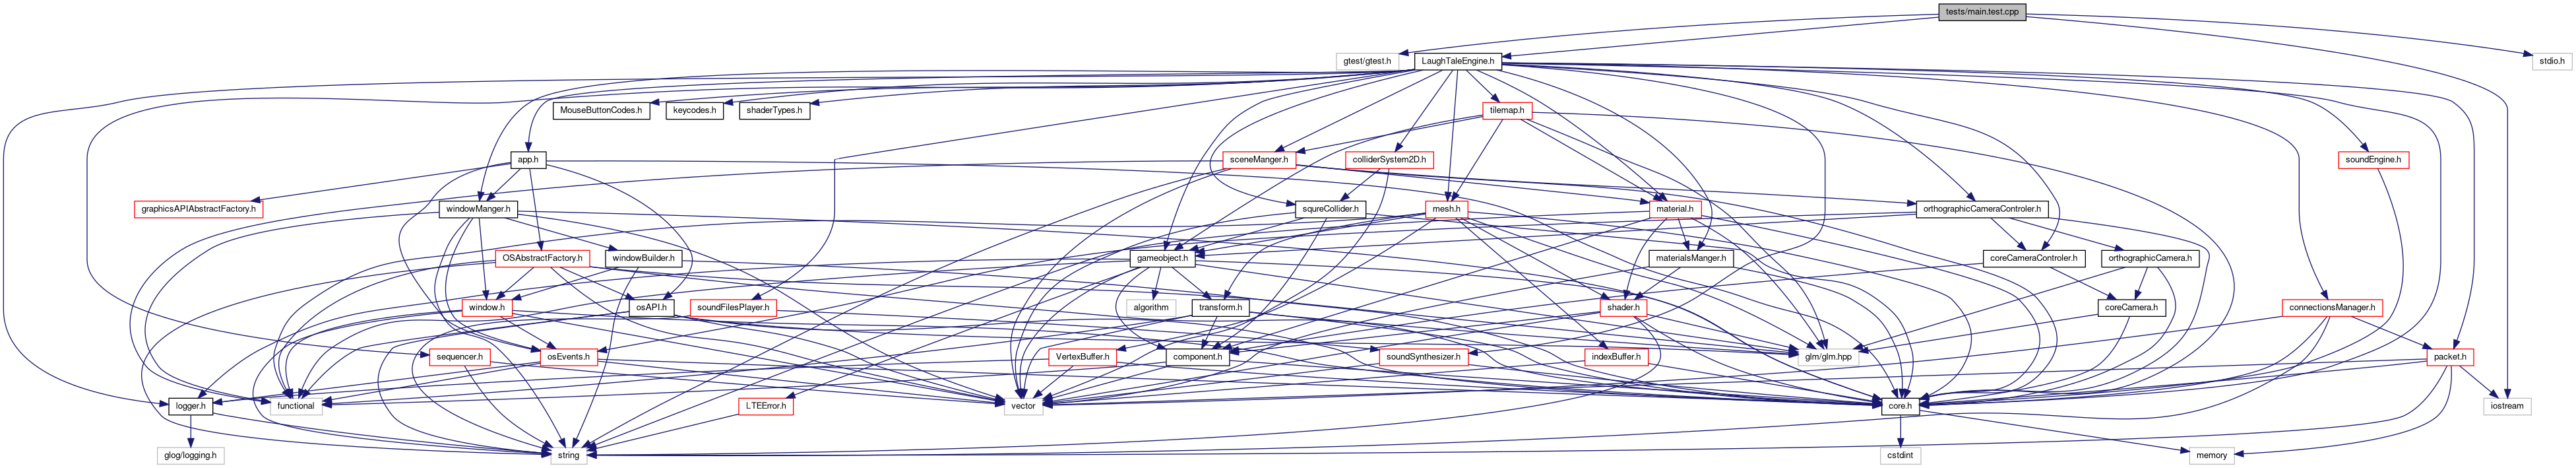 tests/main.test.cpp
gtest/gtest.h
LaughTaleEngine.h
stdio.h
MouseButtonCodes.h
keycodes.h
shaderTypes.h
tilemap.h
app.h
sceneManger.h
colliderSystem2D.h
soundEngine.h
graphicsAPIAbstractFactory.h
windowManger.h
squreCollider.h
mesh.h
material.h
orthographicCameraControler.h
OSAbstractFactory.h
windowBuilder.h
gameobject.h
materialsManger.h
coreCameraControler.h
orthographicCamera.h
window.h
osAPI.h
soundFilesPlayer.h
algorithm
transform.h
shader.h
coreCamera.h
connectionsManager.h
sequencer.h
osEvents.h
soundSynthesizer.h
VertexBuffer.h
component.h
indexBuffer.h
glm/glm.hpp
packet.h
logger.h
functional
LTEError.h
vector
core.h
iostream
glog/logging.h
string
cstdint
memory